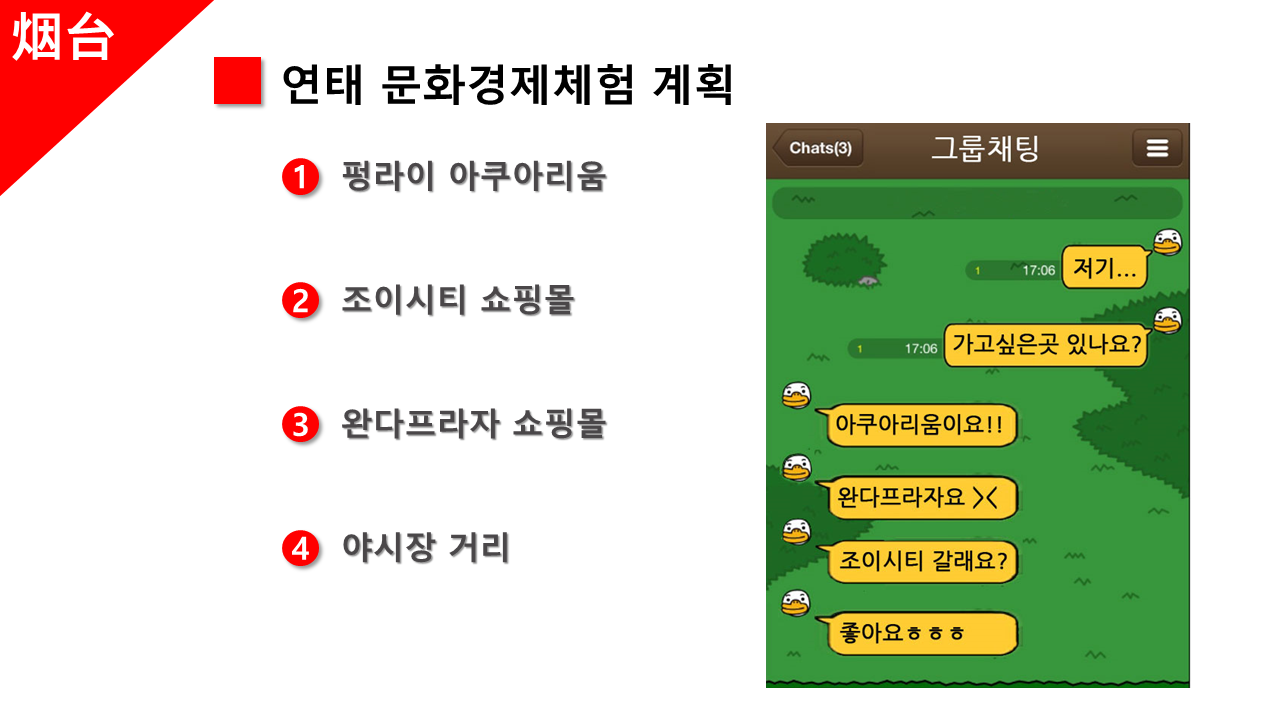 烟台
연태 문화경제체험 계획
1 펑라이 아쿠아리움
2 조이시티 쇼핑몰
3 완다프라자 쇼핑몰
4 야시장 거리
Chats(3)
그룹채팅
1 17:06 저기...
1 17:06 가고싶은곳 있나요?
아쿠아리움이요!!
완다프라자요 ><
조이시티 갈래요?
좋아요ㅎㅎㅎ